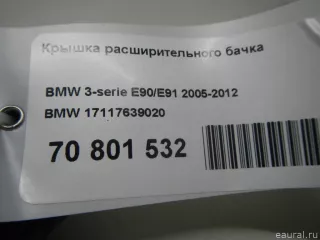 Крышка расширительного бачка
BMW 3-serie E90/E91 2005-2012
BMW 17117639020
70 801 532
eaural.ru